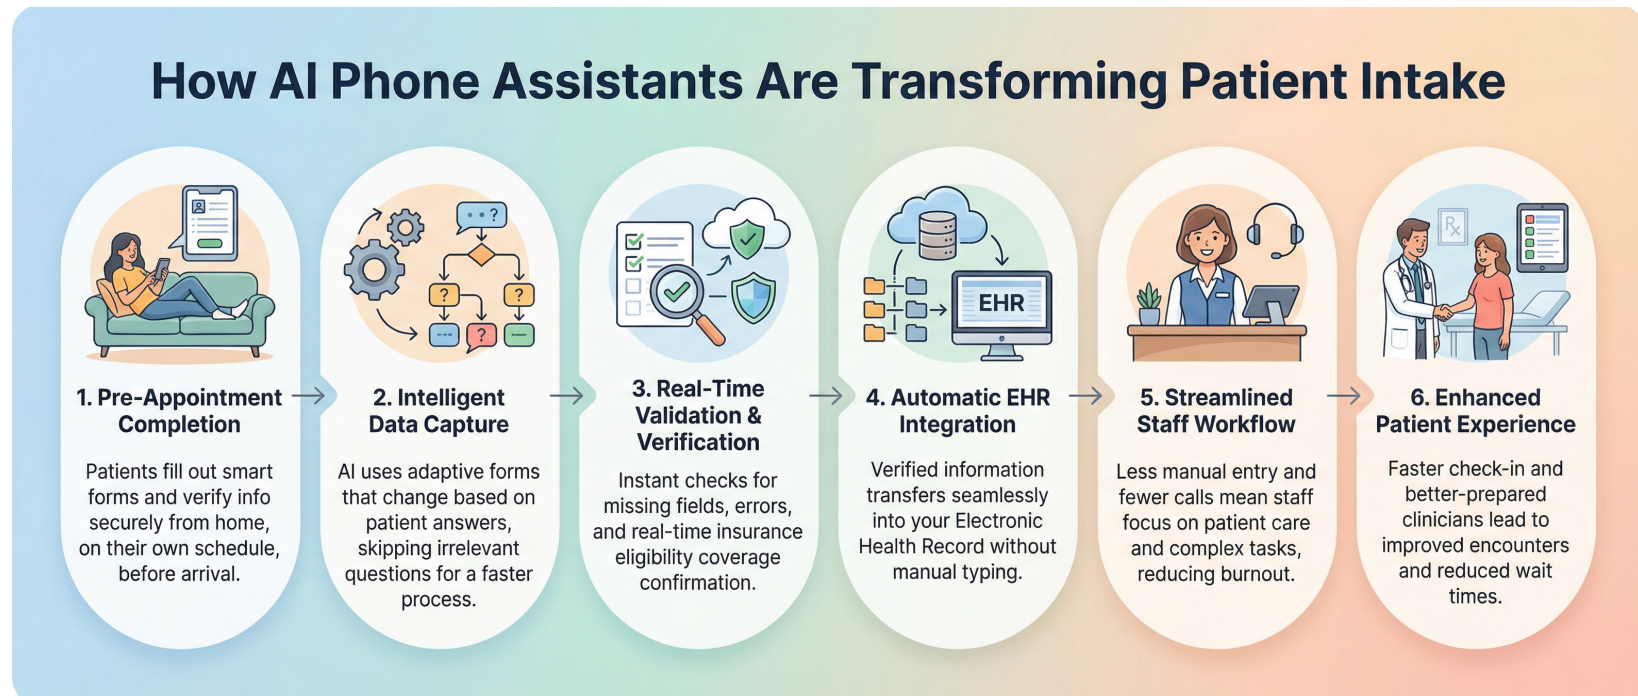 How AI Phone Assistants Are Transforming Patient Intake
1. Pre-Appointment
Completion
Patients fill out smart
forms and verify info
securely from home,
on their own schedule,
before arrival.
?
?
?
?
2. Intelligent
Data Capture
AI uses adaptive forms
that change based on
patient answers,
skipping irrelevant
questions for a faster
process.
3. Real-Time
Validation &
Verification
Instant checks for
missing fields, errors,
and real-time insurance
eligibility coverage
confirmation.
EHR
4. Automatic EHR
Integration
Verified information
transfers seamlessly
into your Electronic
Health Record without
manual typing.
5. Streamlined
Staff Workflow
Less manual entry and
fewer calls mean staff
focus on patient care
and complex tasks,
reducing burnout.
Rx
6. Enhanced
Patient Experience
Faster check-in and
better-prepared
clinicians lead to
improved encounters
and reduced wait
times.